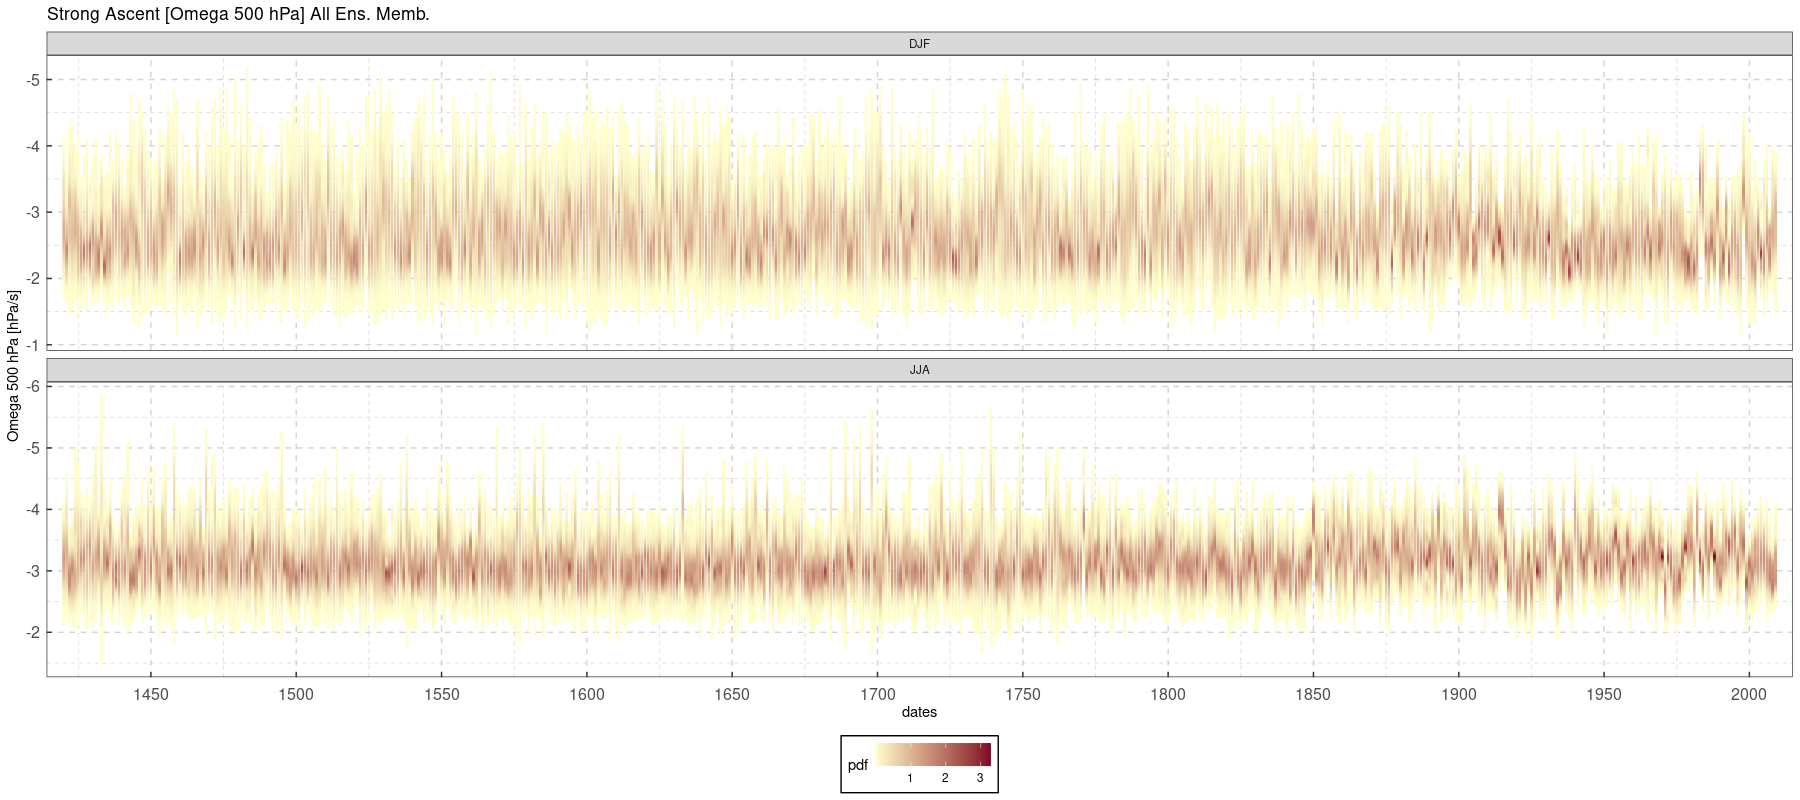 Strong Ascent [Omega 500 hPa] All Ens. Memb.
DJF
-5
-4
-3
-2
-1
JJA
-6
-5
-4
-3
-2
Omega 500 hPa [hPa/s]
1450 1500 1550 1600 1650 1700 1750 1800 1850 1900 1950 2000
dates
pdf
1 2 3